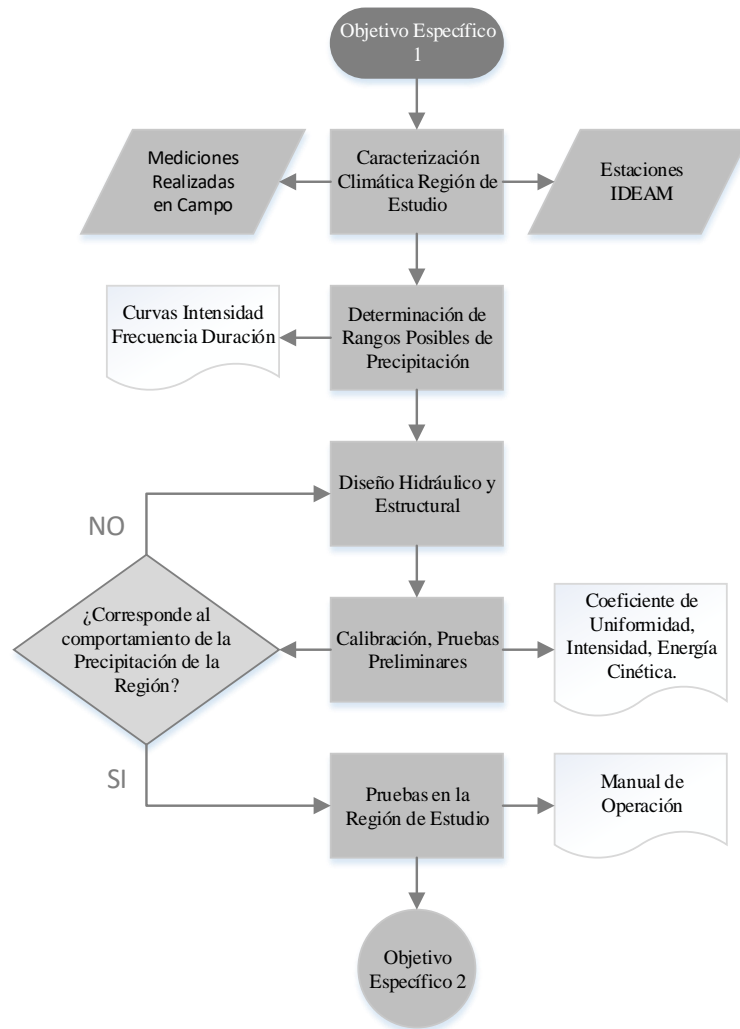 Objetivo Específico
1
Mediciones
Realizadas
en Campo
Caracterización
Climática Región de
Estudio
Estaciones
IDEAM
Curvas Intensidad
Frecuencia Duración
Determinación de
Rangos Posibles de
Precipitación
Diseño Hidráulico y
Estructural
NO
¿Corresponde al
comportamiento de la
Precipitación de la
Región?
Calibración, Pruebas
Preliminares
Coeficiente de
Uniformidad,
Intensidad, Energía
Cinética.
SI
Pruebas en la
Región de Estudio
Manual de
Operación
Objetivo
Específico 2